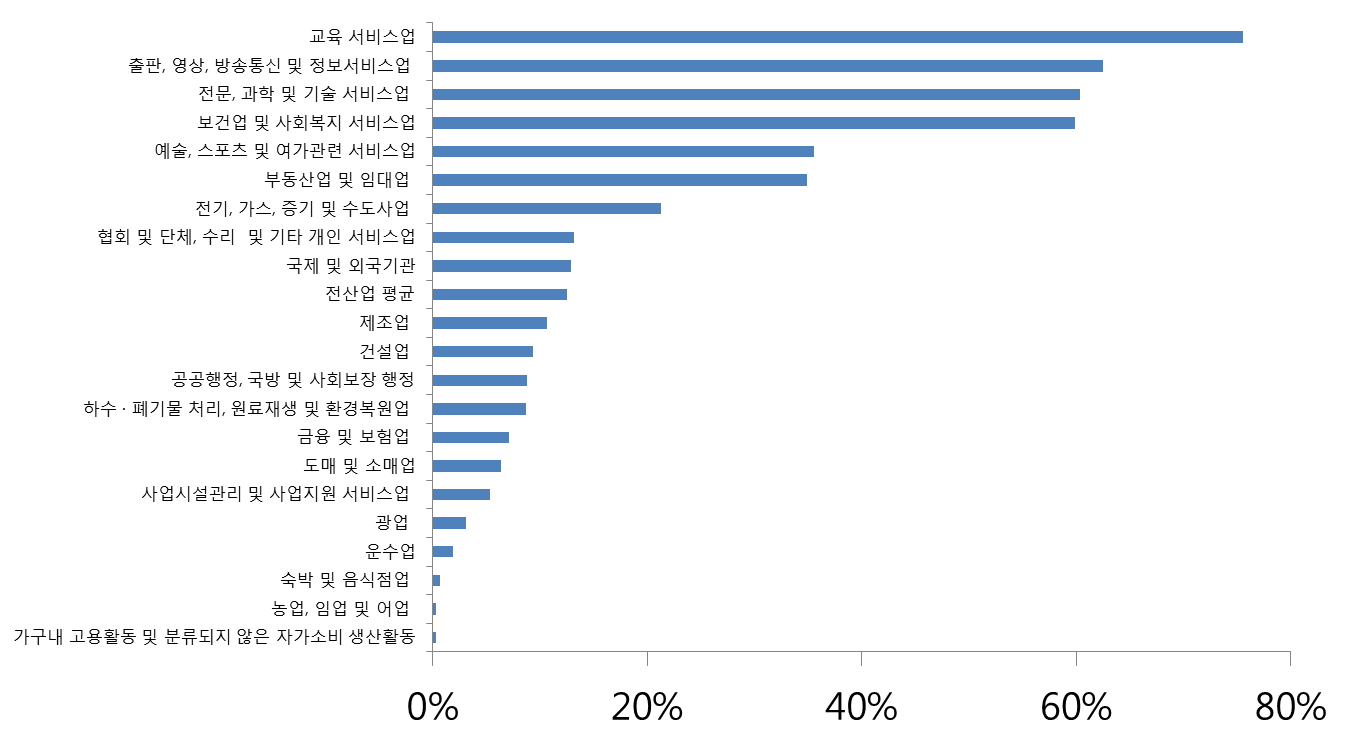 교육 서비스업
출판, 영상, 방송통신 및 정보서비스업
전문, 과학 및 기술 서비스업
보건업 및 사회복지 서비스업
예술, 스포츠 및 여가관련 서비스업
부동산업 및 임대업
전기, 가스, 증기 및 수도사업
협회 및 단체, 수리 및 기타 개인 서비스업
국제 및 외국기관
전산업 평균
제조업
건설업
공공행정, 국방 및 사회보장 행정
하수 · 폐기물 처리, 원료재생 및 환경복원업
금융 및 보험업
도매 및 소매업
사업시설관리 및 사업지원 서비스업
광업
운수업
숙박 및 음식점업
농업, 임업 및 어업
가구내 고용활동 및 분류되지 않은 자가소비 생산활동
0% 20% 40% 60% 80%